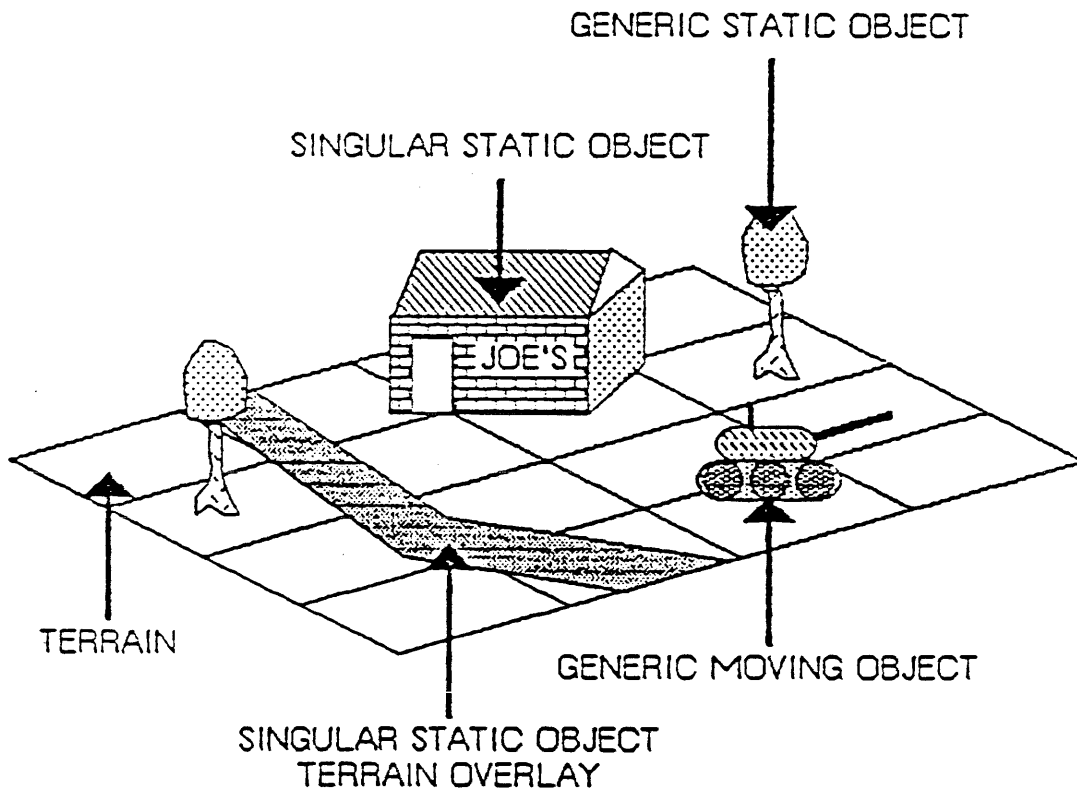 GENERIC STATIC OBJECT
SINGULAR STATIC OBJECT
JOE'S
TERRAIN
GENERIC MOVING OBJECT
SINGULAR STATIC OBJECT
TERRAIN OVERLAY